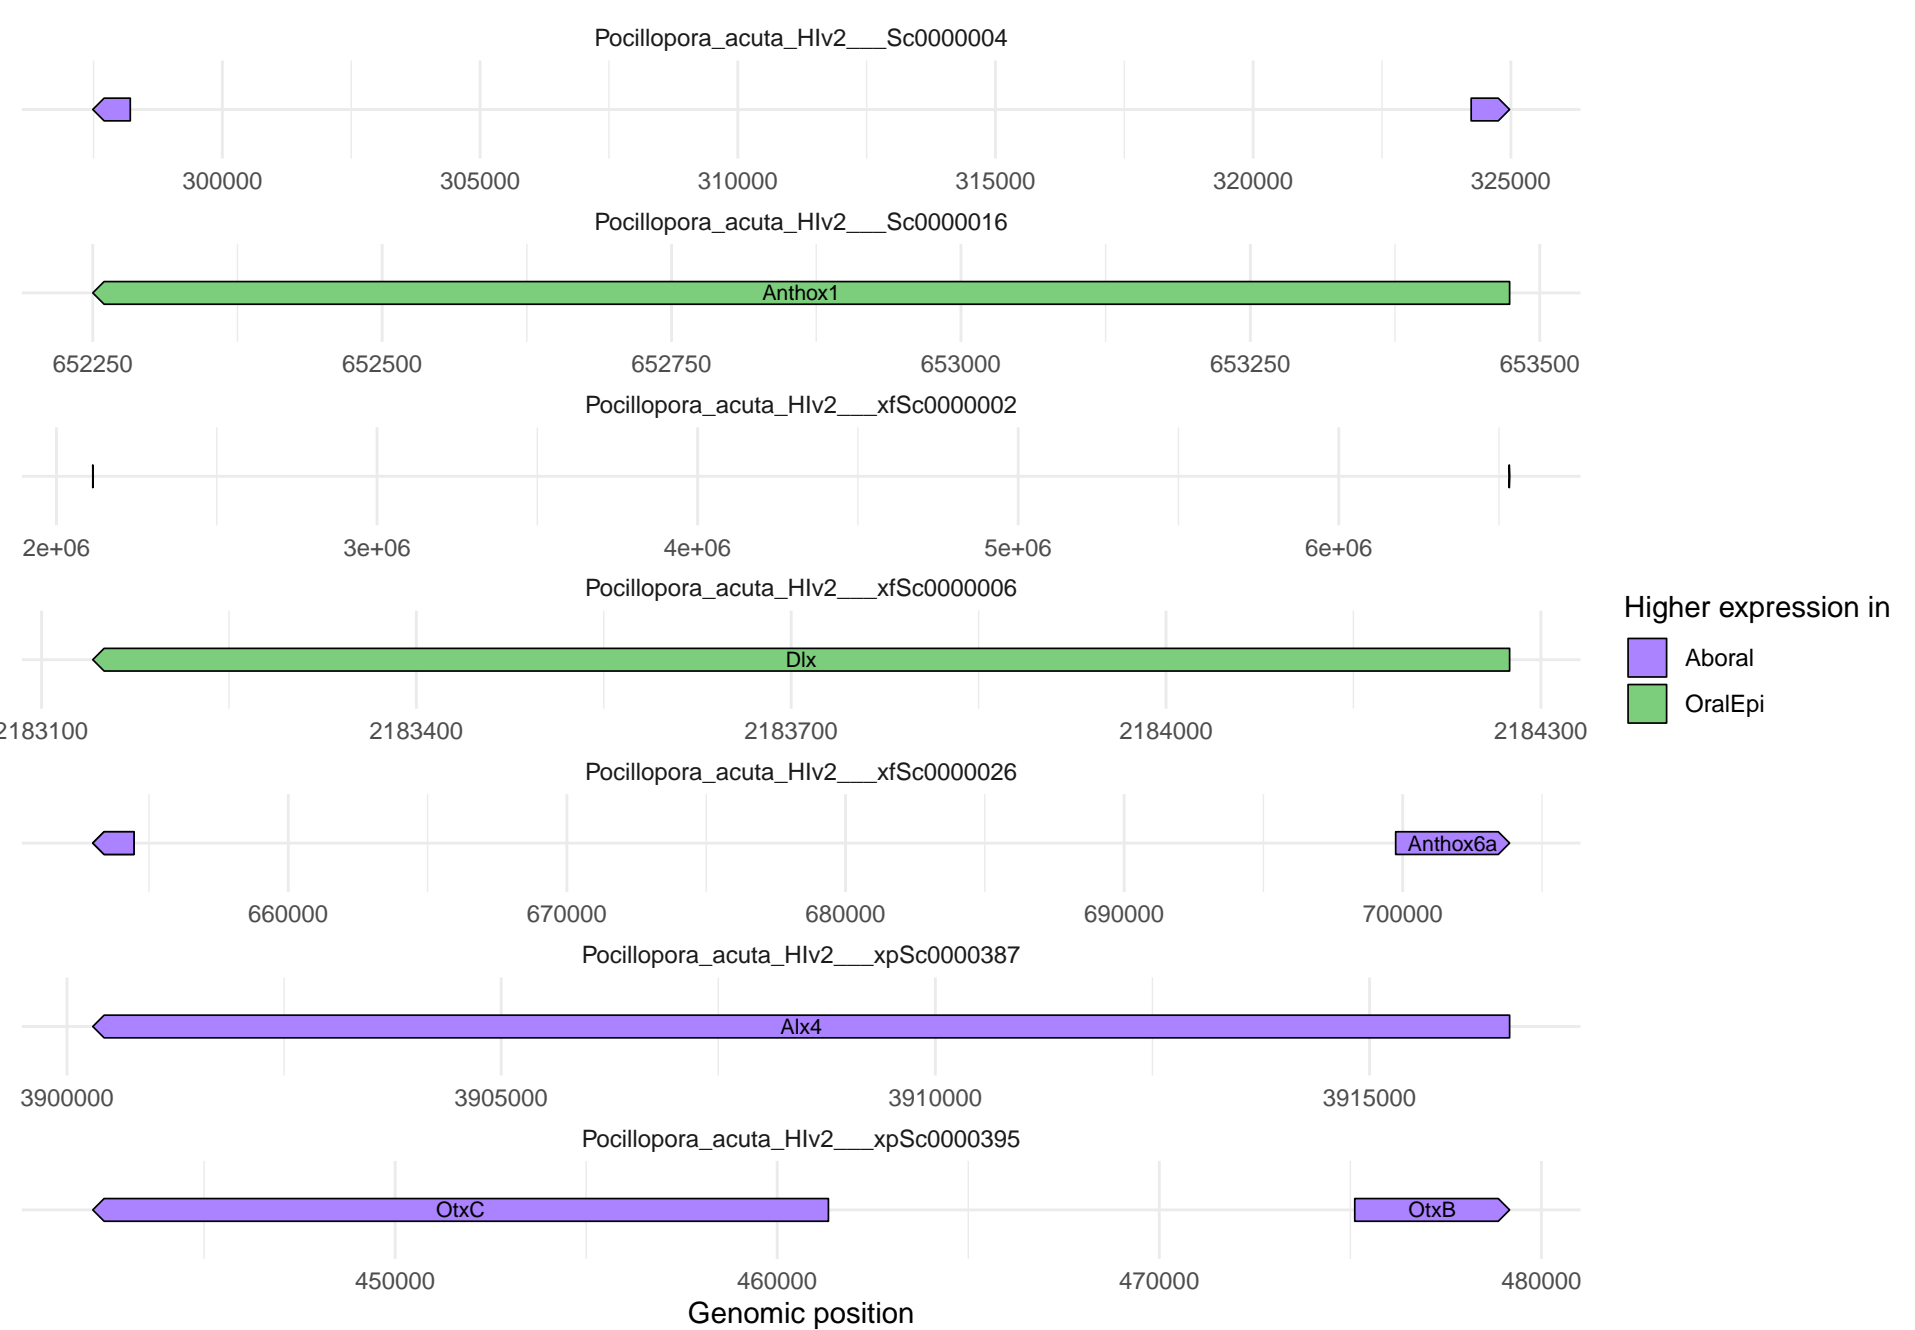 Pocillopora_acuta_HIv2___Sc0000004
300000 305000 310000 315000 320000 325000
Pocillopora_acuta_HIv2___Sc0000016
Anthox1
652250 652500 652750 653000 653250 653500
Pocillopora_acuta_HIv2___xfSc0000002
2e+06 3e+06 4e+06 5e+06 6e+06
Pocillopora_acuta_HIv2___xfSc0000006
Dlx
2183100 2183400 2183700 2184000 2184300
Pocillopora_acuta_HIv2___xfSc0000026
Anthox6a
660000 670000 680000 690000 700000
Pocillopora_acuta_HIv2___xpSc0000387
Alx4
3900000 3905000 3910000 3915000
Pocillopora_acuta_HIv2___xpSc0000395
OtxC OtxB
450000 460000 470000 480000
Genomic position
Higher expression in
Aboral
OralEpi